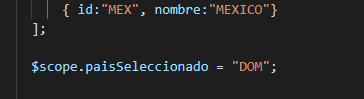 { id:"MEX", nombre:"MEXICO"}
];
$scope.paisSeleccionado = "DOM";